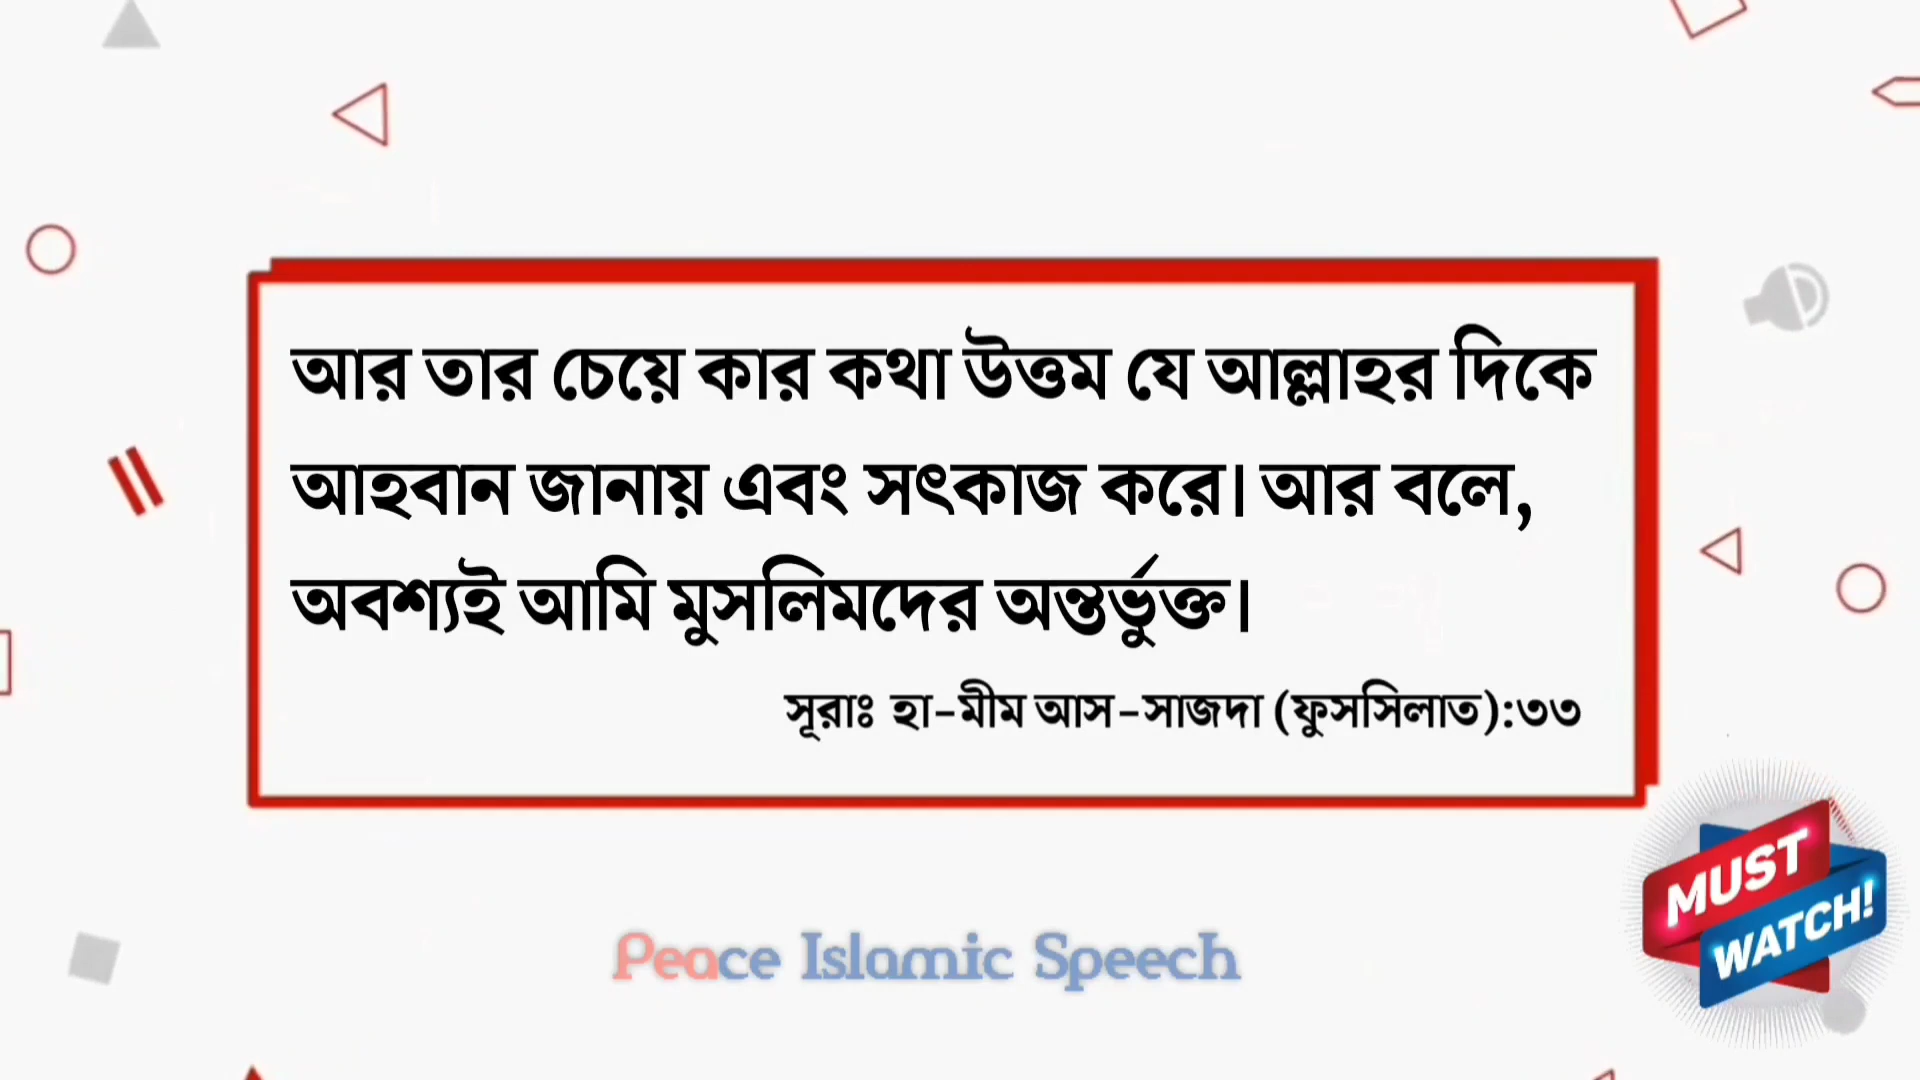 আর তার চেয়ে কার কথা উত্তম যে আল্লাহর দিকে
আহবান জানায় এবং সৎকাজ করে। আর বলে,
অবশ্যই আমি মুসলিমদের অন্তর্ভুক্ত।
সূরাঃ হা-মীম আস-সাজদা (ফুসসিলাত):৩৩
MUST
WATCH!
Peace Islamic Speech